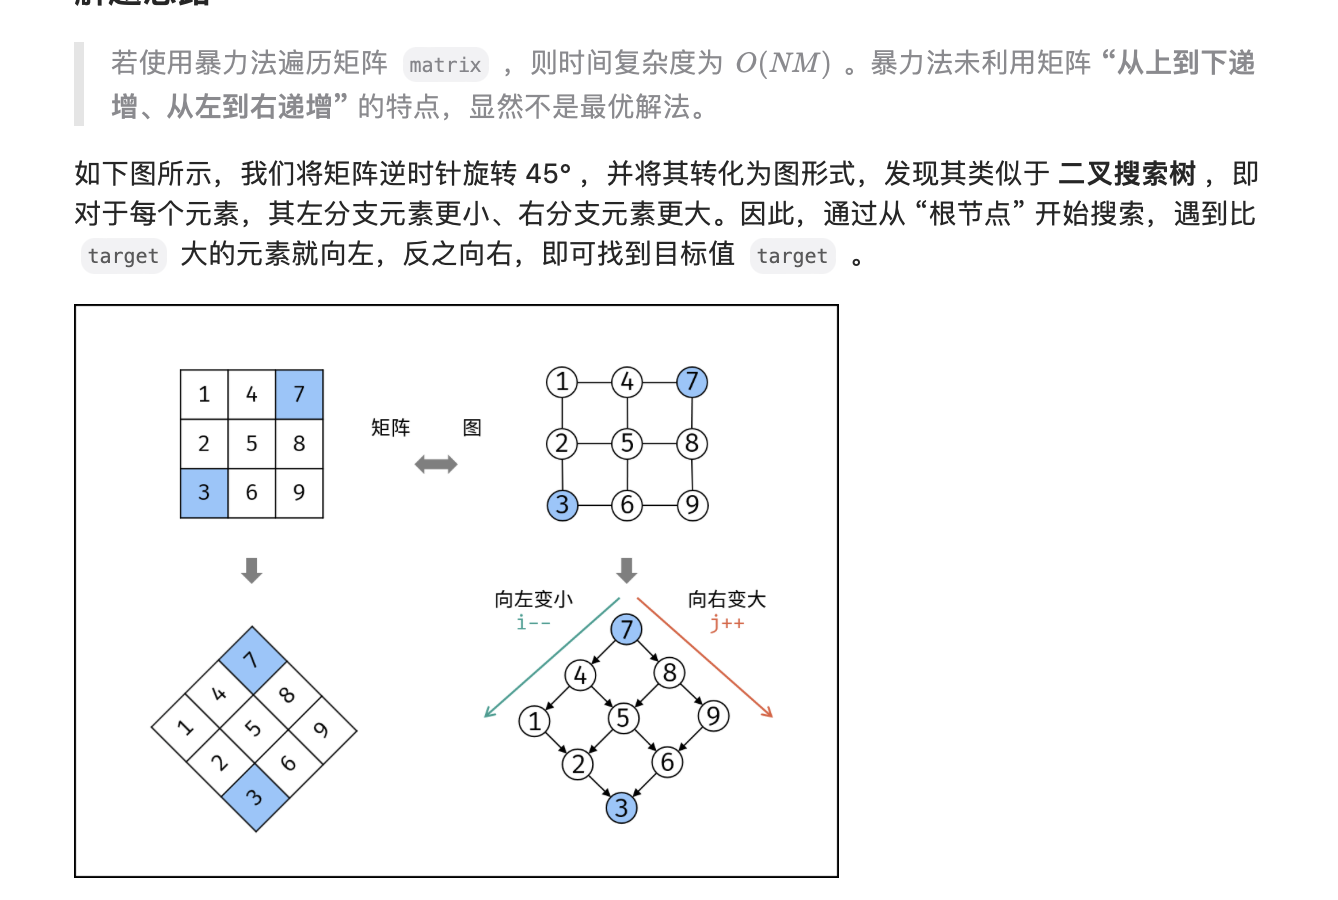 解题思路
若使用暴力法遍历矩阵 matrix ，则时间复杂度为 O(NM) 。暴力法未利用矩阵 “从上到下递
增、从左到右递增” 的特点，显然不是最优解法。
如下图所示，我们将矩阵逆时针旋转 45° ，并将其转化为图形式，发现其类似于 二叉搜索树 ，即
对于每个元素，其左分支元素更小、右分支元素更大。因此，通过从 “根节点” 开始搜索，遇到比
target 大的元素就向左，反之向右，即可找到目标值 target 。
1 4 7
2 5 8
3 6 9
矩阵 图
1 4 7
2 5 8
3 6 9
7
4 8
1 5 9
2 6
3
向左变小 向右变大
i-- j++
7
4 8
1 5 9
2 6
3